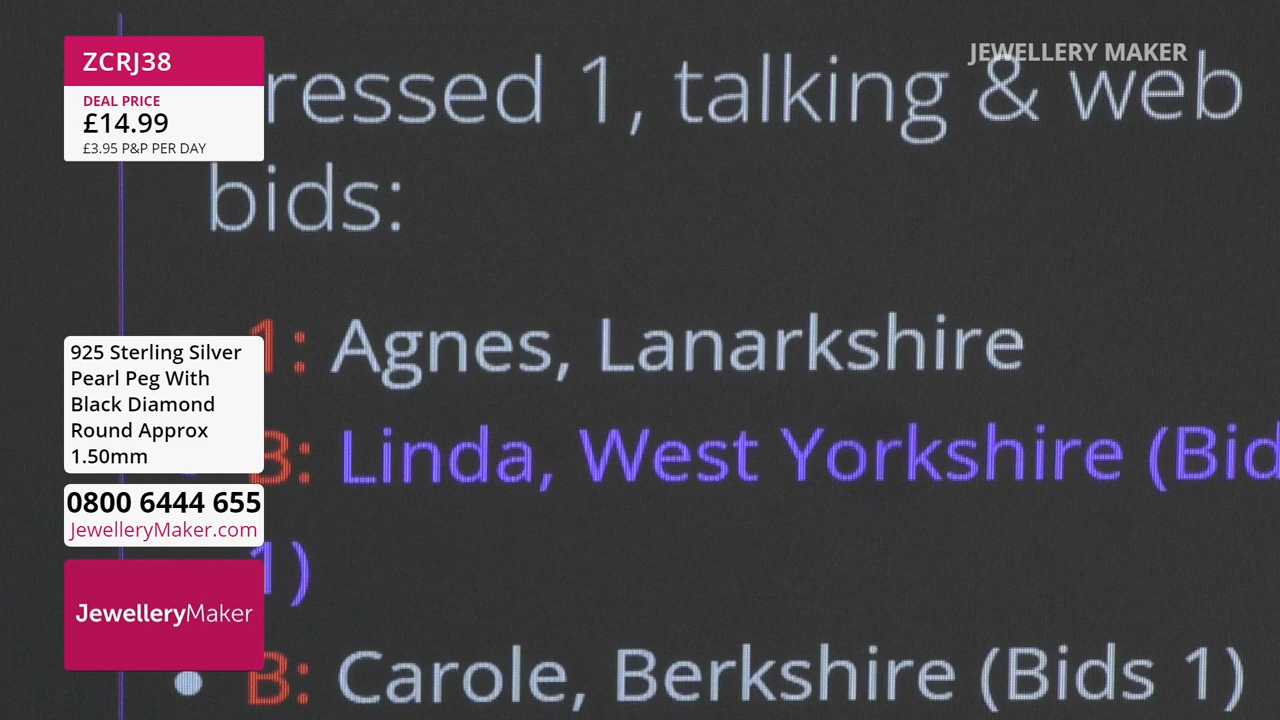 ZCRJ38
DEAL PRICE
£14.99
£3.95 P&P PER DAY
JEWELLERY MAKER
ressed 1, talking & web
bids:
1: Agnes, Lanarkshire
B: Linda, West Yorkshire (Bid
1)
B: Carole, Berkshire (Bids 1)
925 Sterling Silver
Pearl Peg With
Black Diamond
Round Approx
1.50mm
0800 6444 655
JewelleryMaker.com
JewelleryMaker